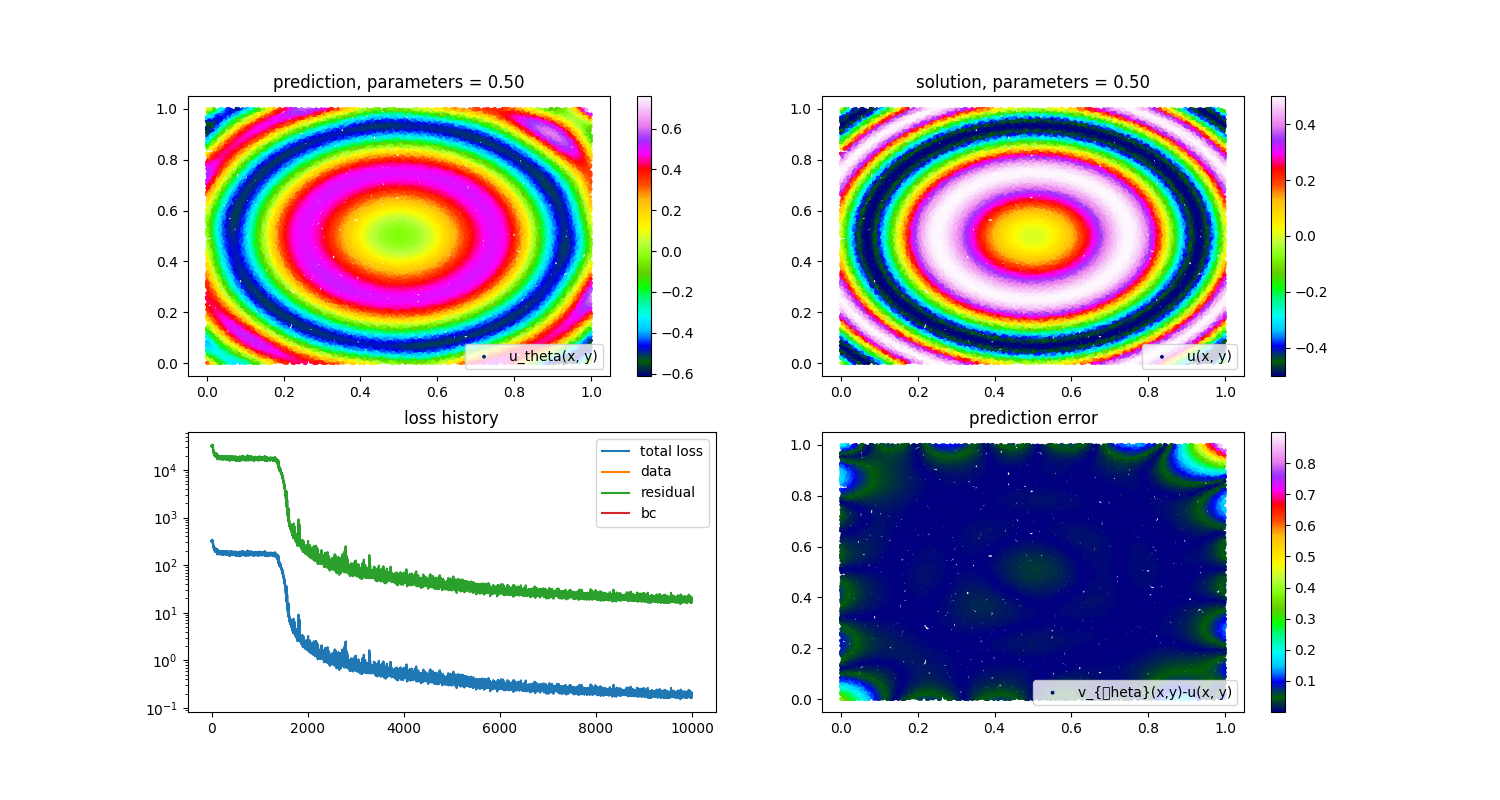 prediction, parameters = 0.50
1.0
0.8
0.6
0.4
0.2
0.0
0.0 0.2 0.4 0.6 0.8 1.0
u_theta(x, y)
0.6
0.4
0.2
0.0
−0.2
−0.4
−0.6
solution, parameters = 0.50
1.0
0.8
0.6
0.4
0.2
0.0
0.0 0.2 0.4 0.6 0.8 1.0
u(x, y)
0.4
0.2
0.0
−0.2
−0.4
loss history
10⁴
10³
10²
10¹
10⁰
10⁻¹
0 2000 4000 6000 8000 10000
total loss
data
residual
bc
prediction error
1.0
0.8
0.6
0.4
0.2
0.0
0.0 0.2 0.4 0.6 0.8 1.0
v_{▯heta}(x,y)-u(x, y)
0.8
0.7
0.6
0.5
0.4
0.3
0.2
0.1